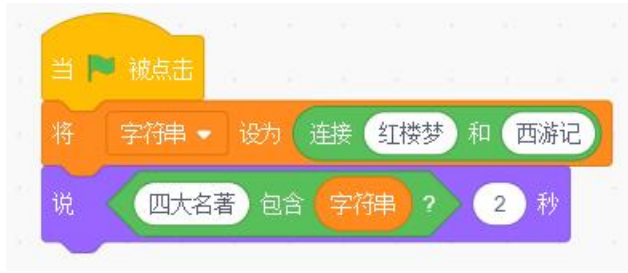 当 被点击
将 字符串 设为 连接 红楼梦 和 西游记
说 四大名著 包含 字符串 ? 2 秒